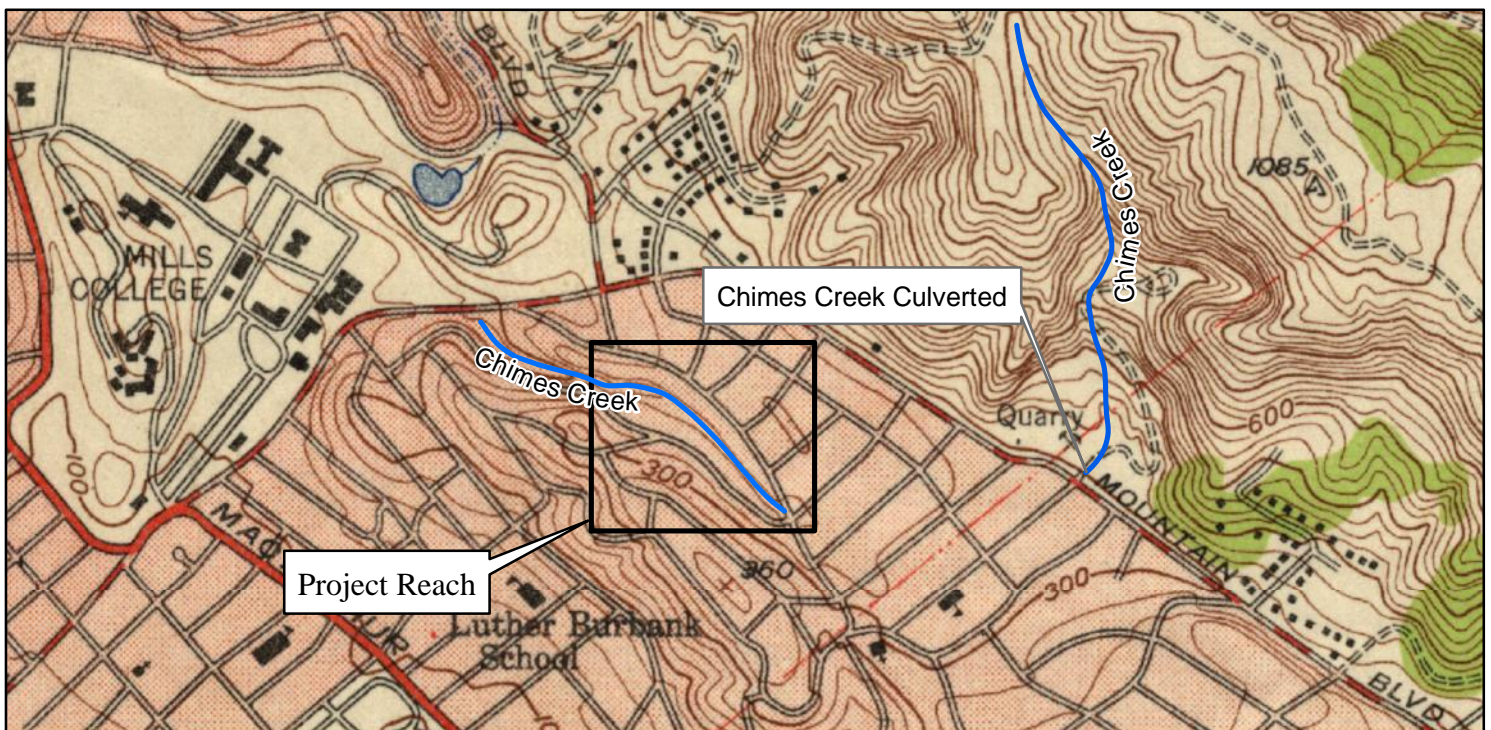 BLVD
1085
Chimes Creek
MILLS
COLLEGE
Chimes Creek Culverted
Chimes Creek
Quarry
600
100
300
MOUNTAIN
Project Reach
360
300
Luther Burbank
School
BLVD